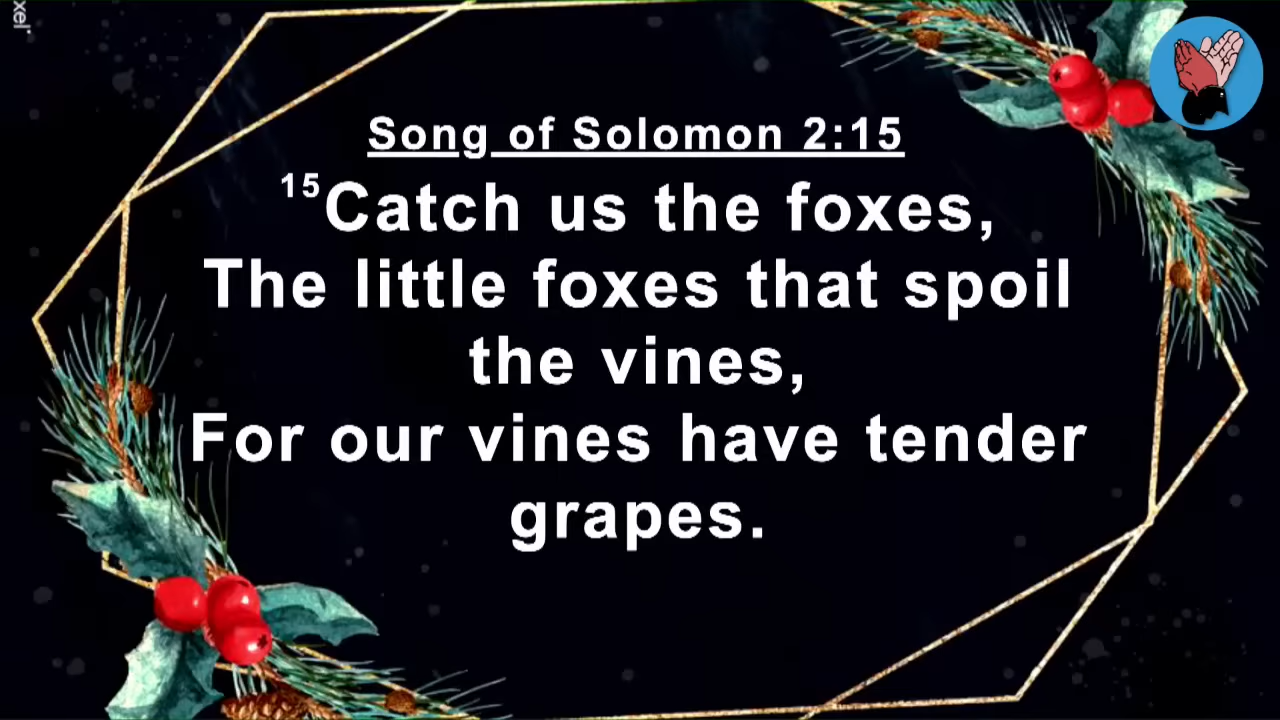 xel"
Song of Solomon 2:15
15Catch us the foxes,
The little foxes that spoil
the vines,
For our vines have tender
grapes.